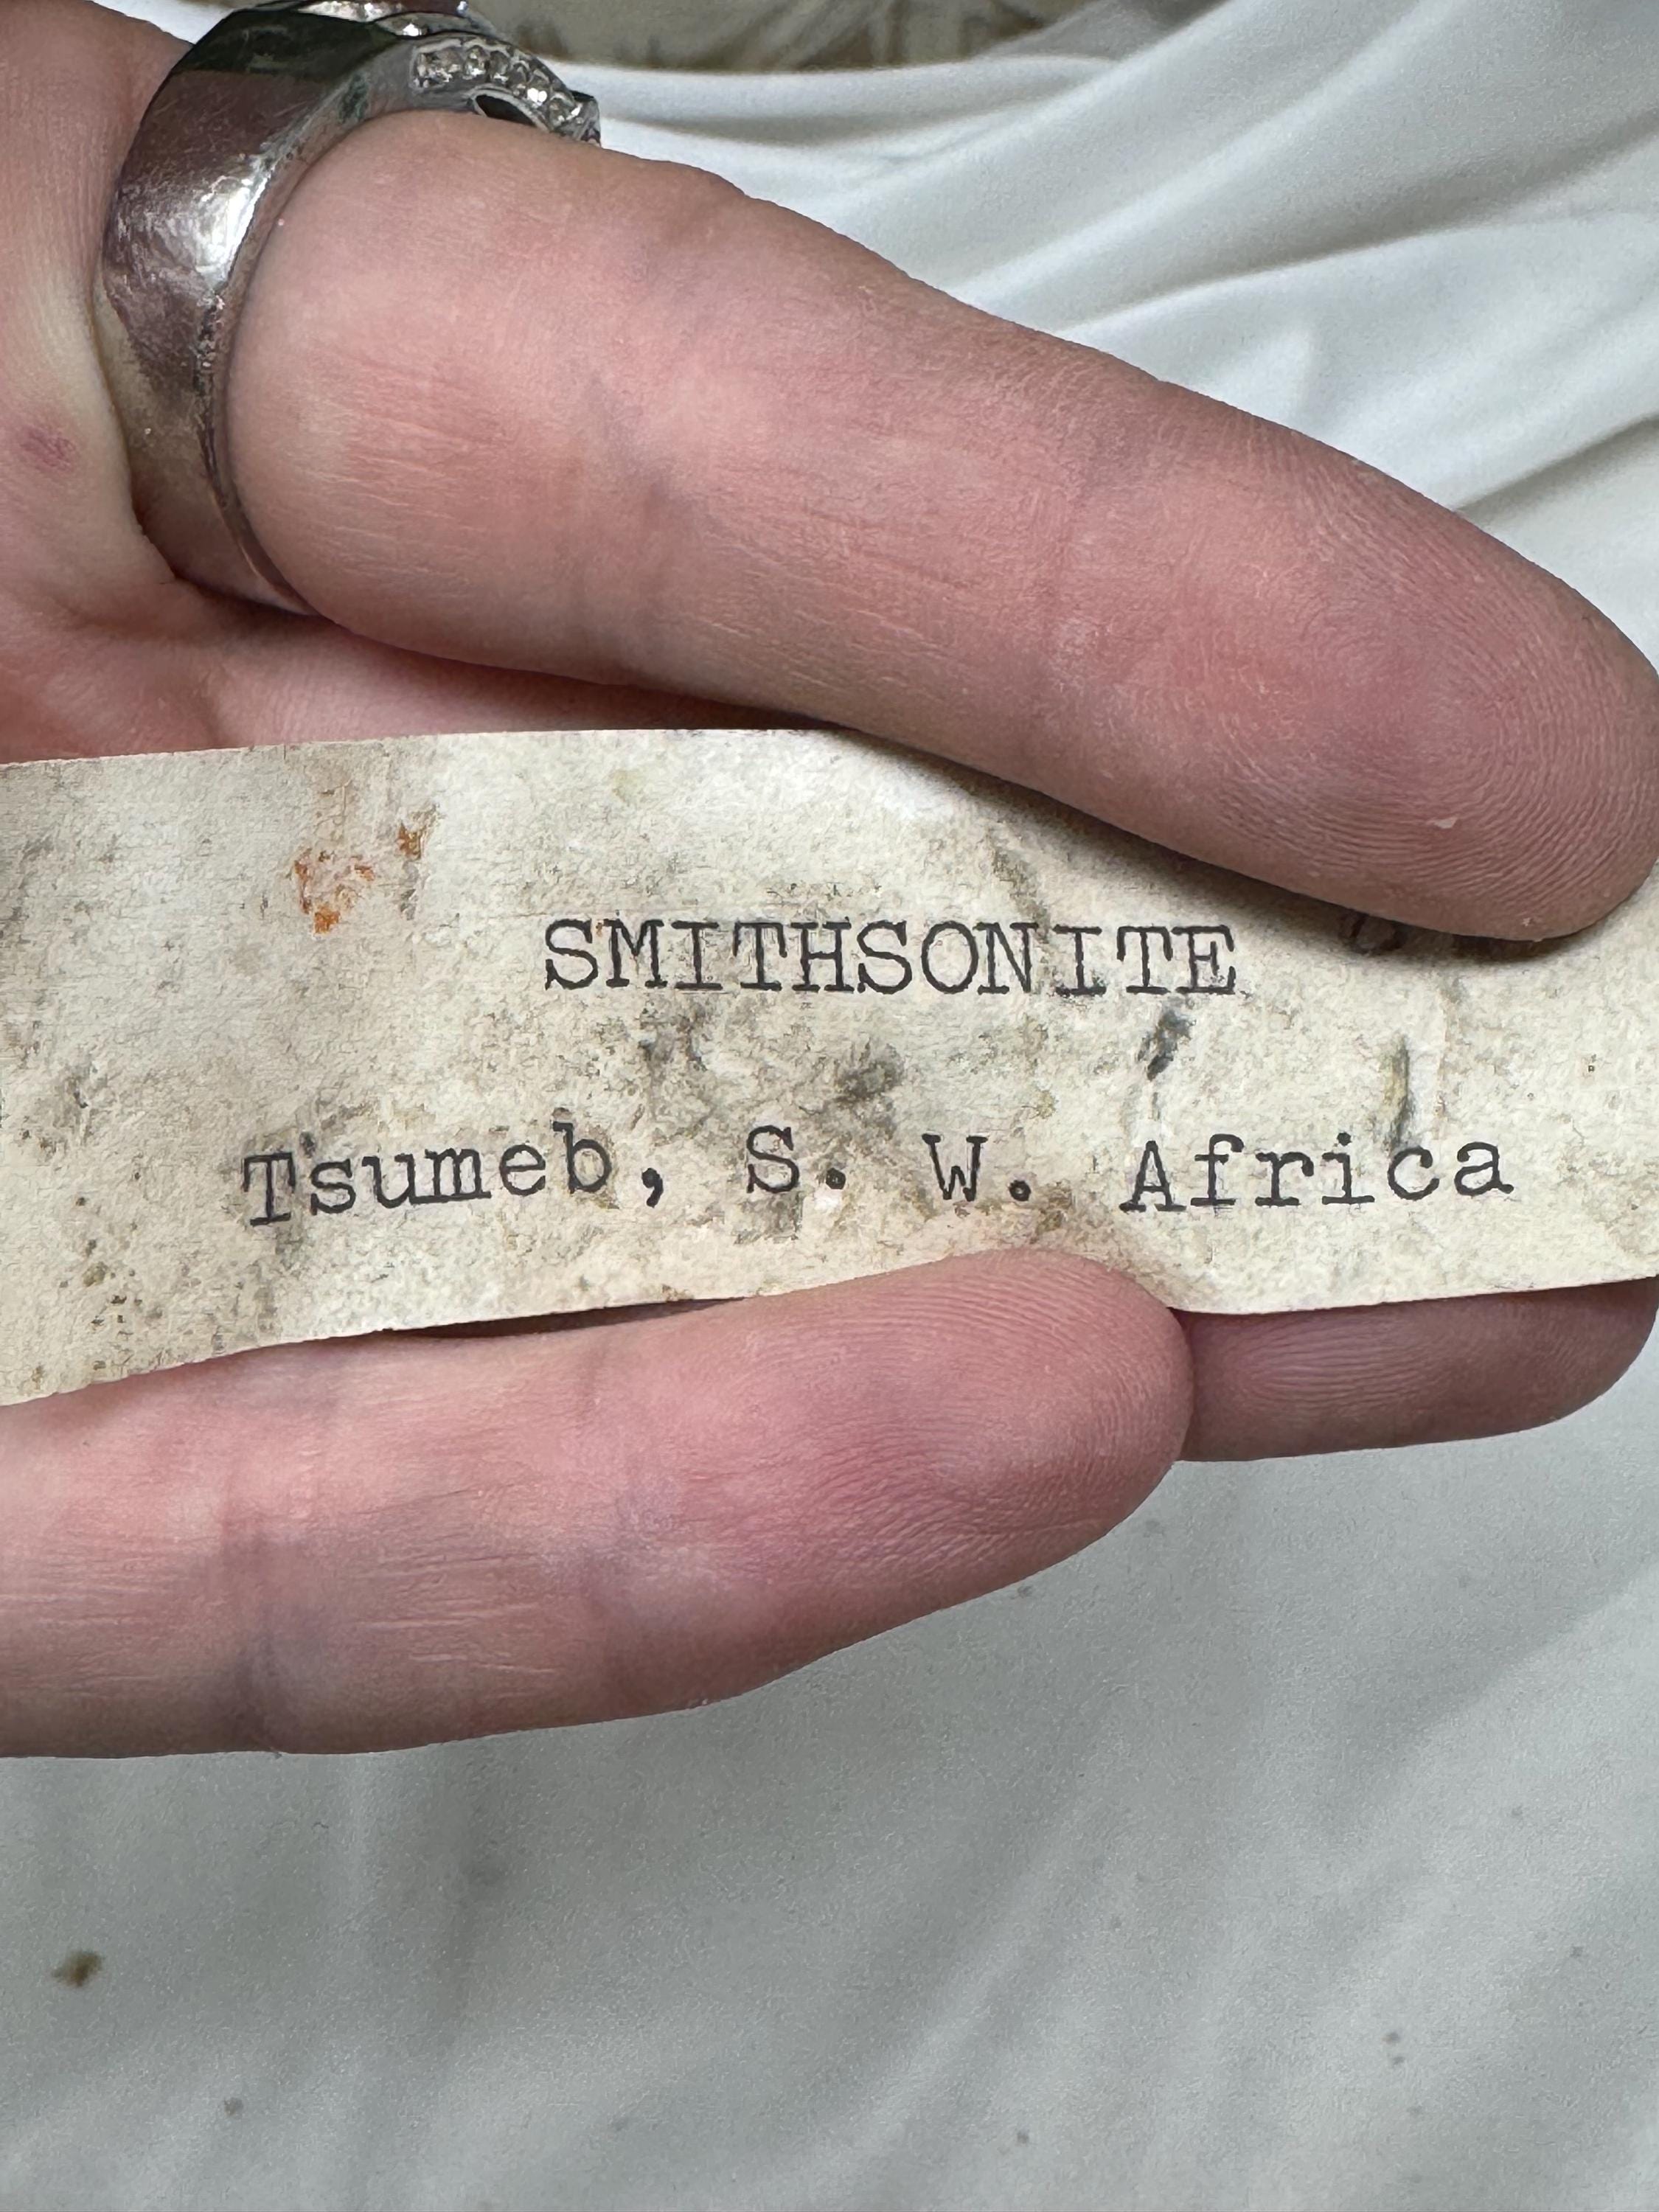 SMITHSONITE
Tsumeb, S. W. Africa